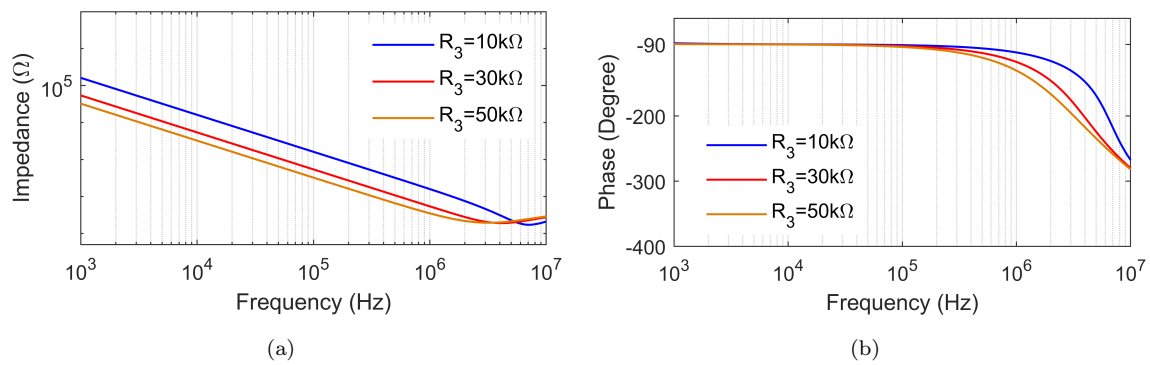 Impedance (Ω)
10^5
R_3=10kΩ
R_3=30kΩ
R_3=50kΩ
10^3 10^4 10^5 10^6 10^7
Frequency (Hz)
(a)
Phase (Degree)
-90
-200
-300
-400
R_3=10kΩ
R_3=30kΩ
R_3=50kΩ
10^3 10^4 10^5 10^6 10^7
Frequency (Hz)
(b)